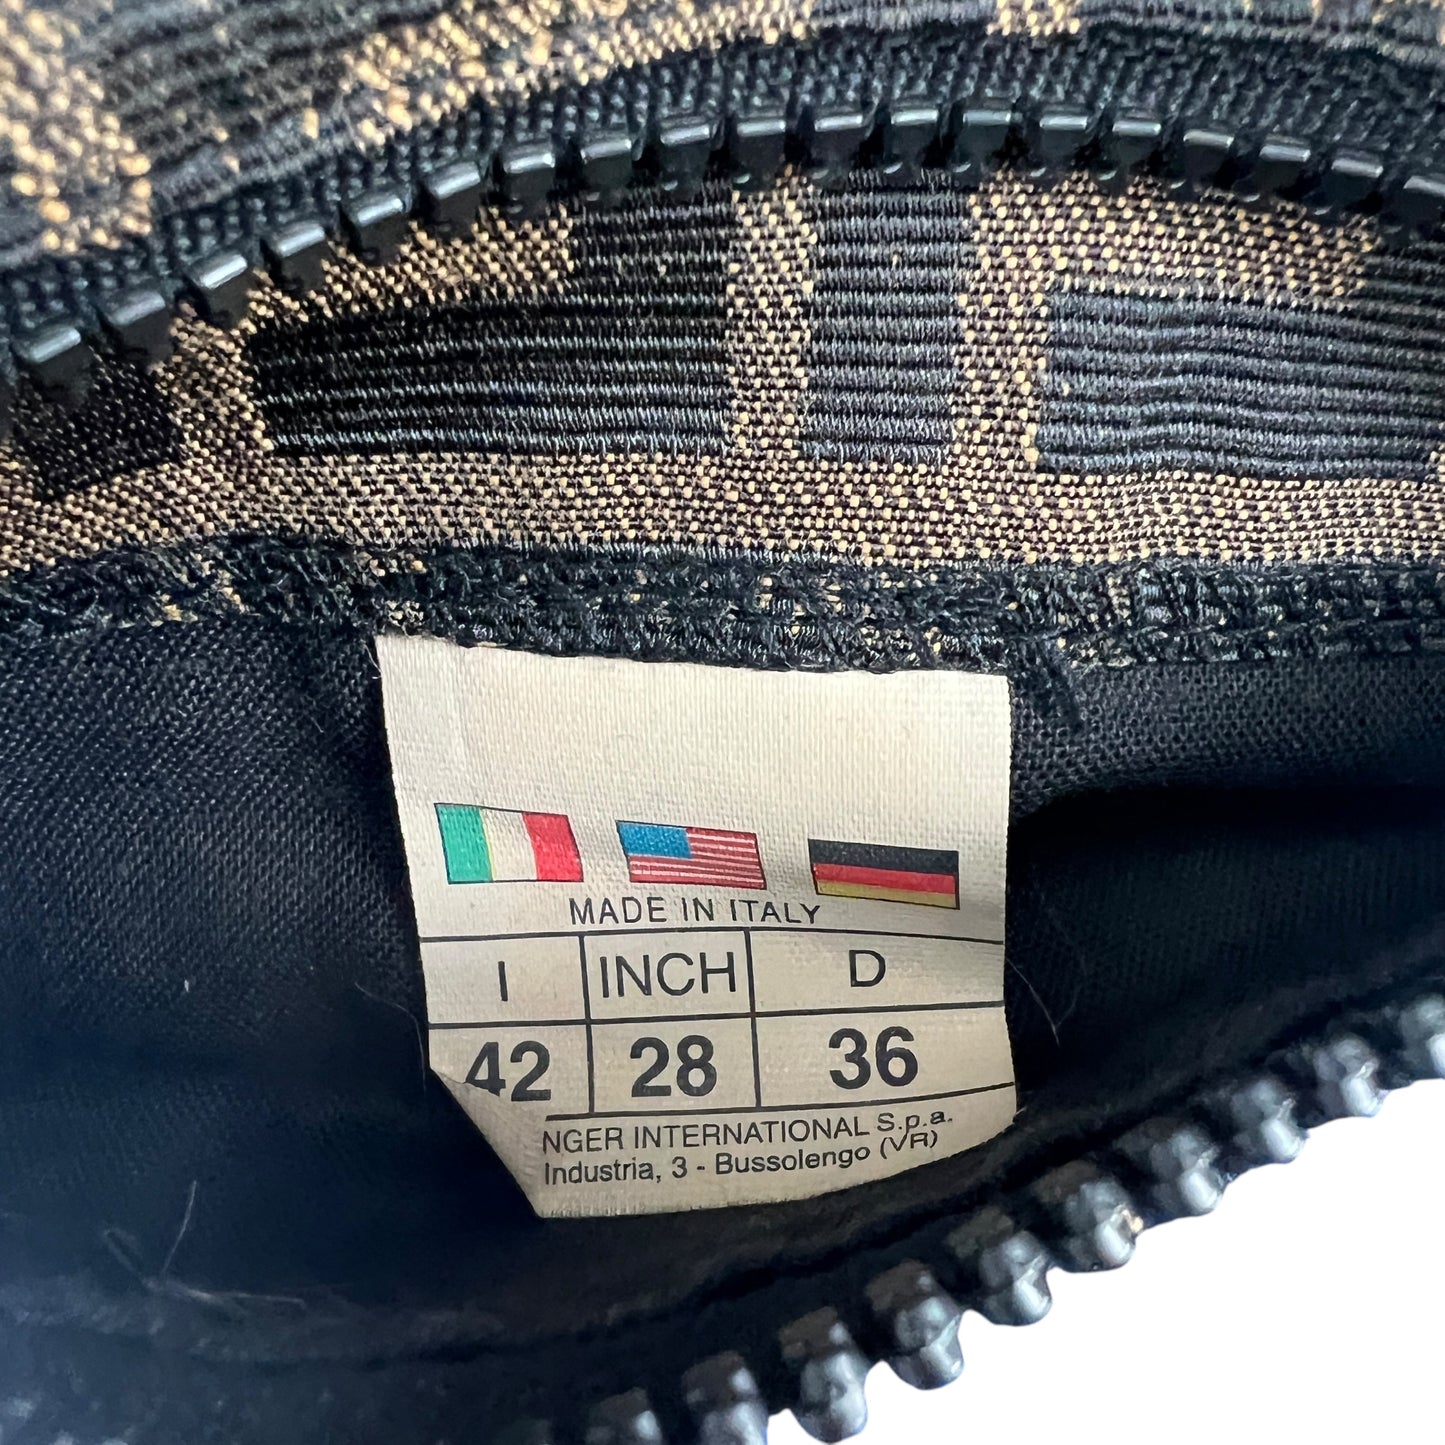 MADE IN ITALY
I INCH D
42 28 36
NGER INTERNATIONAL S.p.a.
Industria, 3 - Bussolengo (VR)